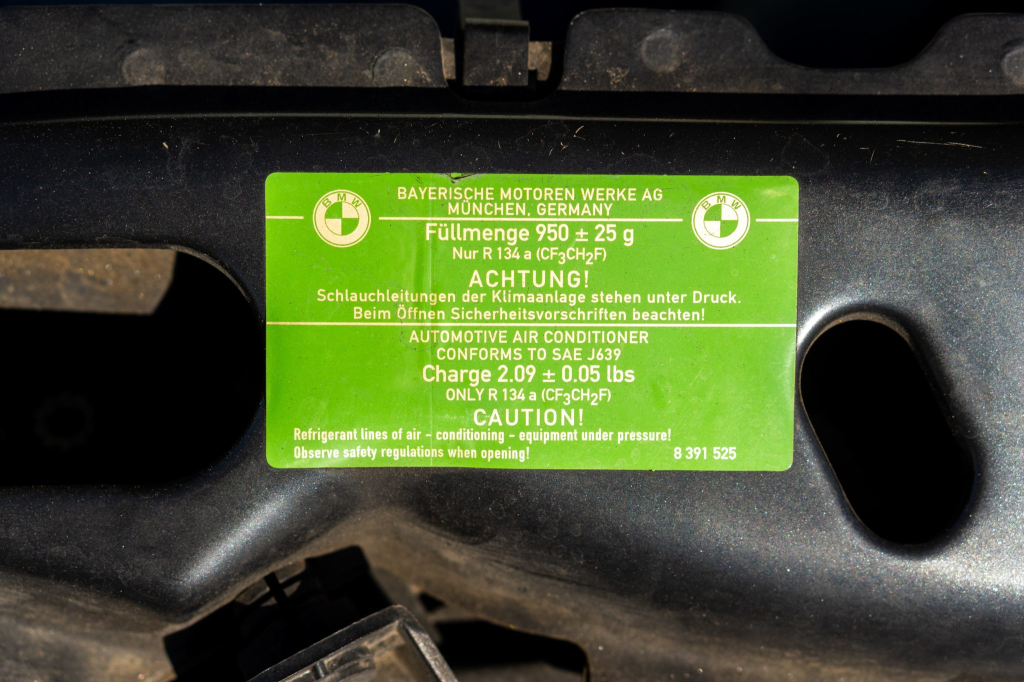 BAYERISCHE MOTOREN WERKE AG
MÜNCHEN, GERMANY
BMW
BMW
Füllmenge 950 ± 25 g
Nur R 134 a (CF₃CH₂F)
ACHTUNG!
Schlauchleitungen der Klimaanlage stehen unter Druck.
Beim Öffnen Sicherheitsvorschriften beachten!
AUTOMOTIVE AIR CONDITIONER
CONFORMS TO SAE J639
Charge 2.09 ± 0.05 lbs
ONLY R 134 a (CF₃CH₂F)
CAUTION!
Refrigerant lines of air – conditioning – equipment under pressure!
Observe safety regulations when opening!
8 391 525